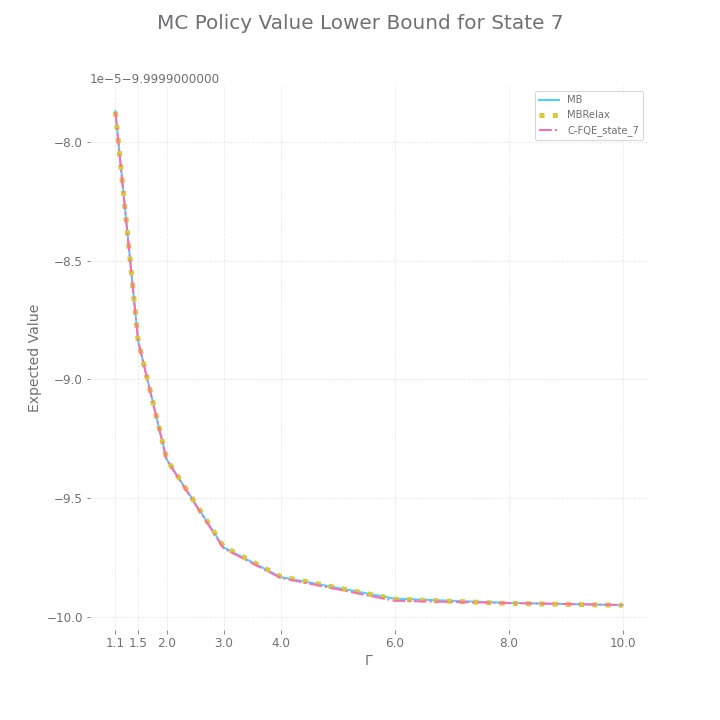 MC Policy Value Lower Bound for State 7
1e−5−9.9999000000
MB
MBRelax
C-FQE_state_7
−8.0
−8.5
−9.0
−9.5
−10.0
Expected Value
1.1 1.5 2.0 3.0 4.0 6.0 8.0 10.0
Γ